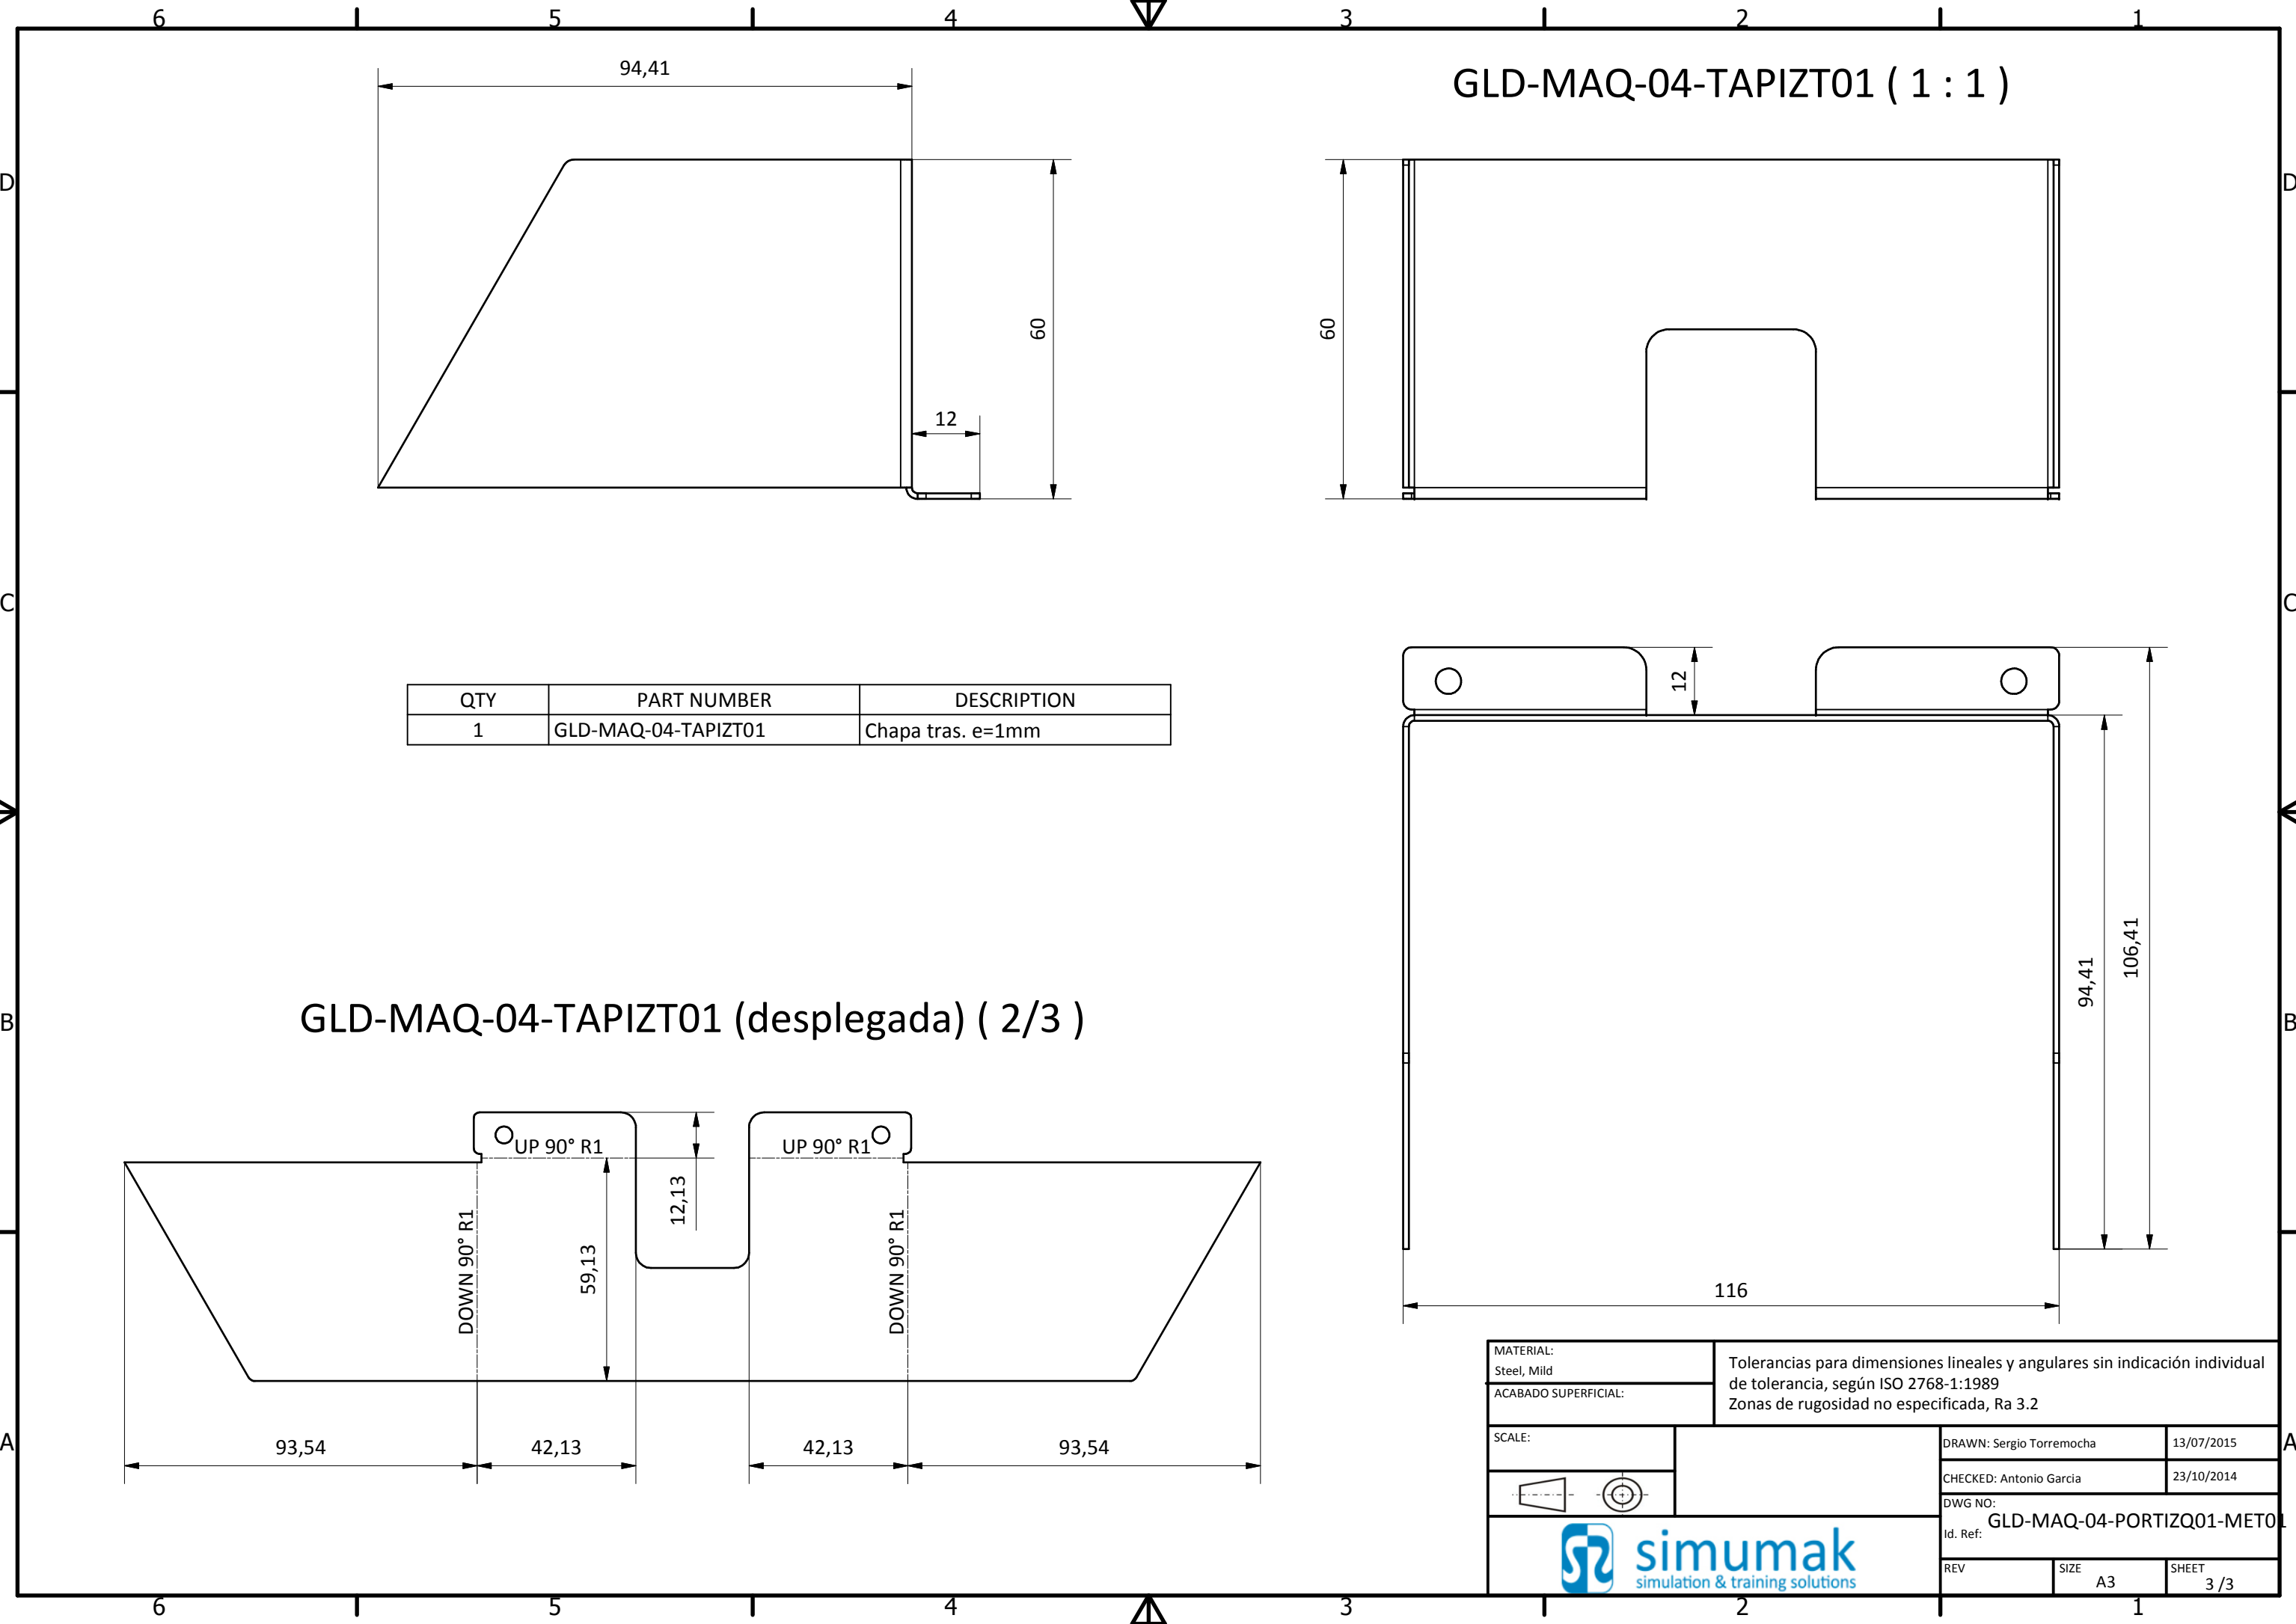 6 5 4 3 2 1
94,41
GLD-MAQ-04-TAPIZT01 ( 1 : 1 )
D D
60
60
12
C C
QTY PART NUMBER DESCRIPTION
1 GLD-MAQ-04-TAPIZT01 Chapa tras. e=1mm
12
94,41
106,41
116
B B
GLD-MAQ-04-TAPIZT01 (desplegada) ( 2/3 )
UP 90° R1
UP 90° R1
12,13
DOWN 90° R1
59,13
DOWN 90° R1
93,54 42,13 42,13 93,54
A A
MATERIAL:
Steel, Mild
ACABADO SUPERFICIAL:
Tolerancias para dimensiones lineales y angulares sin indicación individual
de tolerancia, según ISO 2768-1:1989
Zonas de rugosidad no especificada, Ra 3.2
SCALE:
DRAWN: Sergio Torremocha 13/07/2015
CHECKED: Antonio Garcia 23/10/2014
DWG NO:
Id. Ref: GLD-MAQ-04-PORTIZQ01-MET01
simumak
simulation & training solutions
REV SIZE A3 SHEET 3 /3
6 5 4 3 2 1